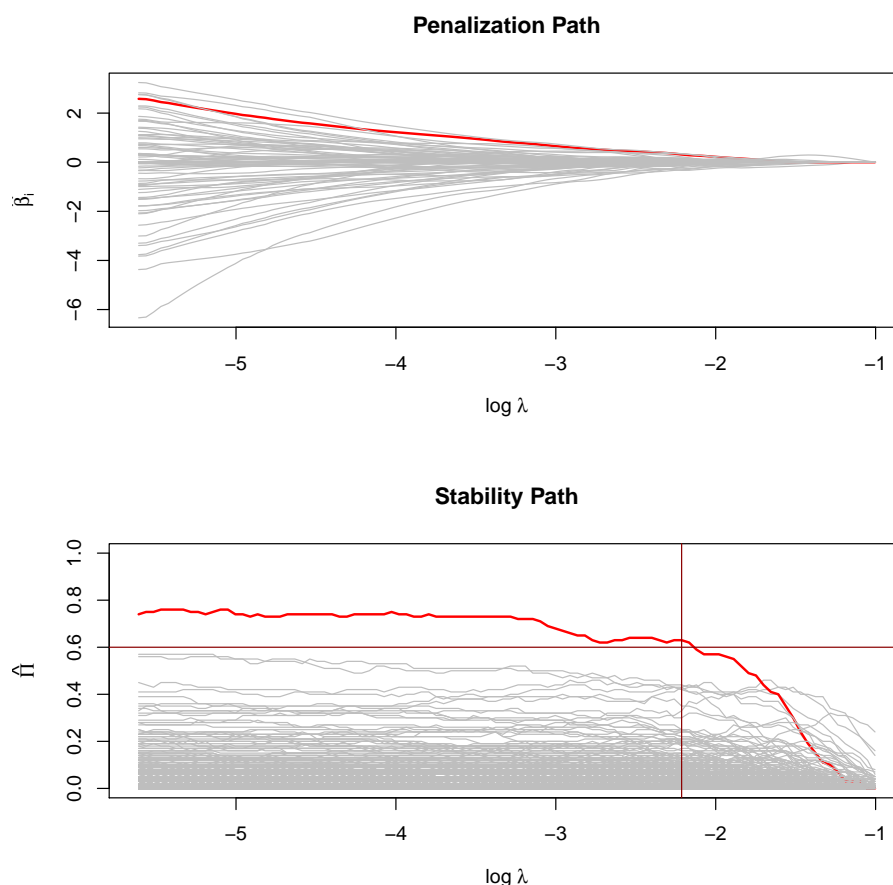 Penalization Path
β̂i
2
0
−2
−4
−6
−5 −4 −3 −2 −1
log λ
Stability Path
Π̂
1.0
0.8
0.6
0.4
0.2
0.0
−5 −4 −3 −2 −1
log λ